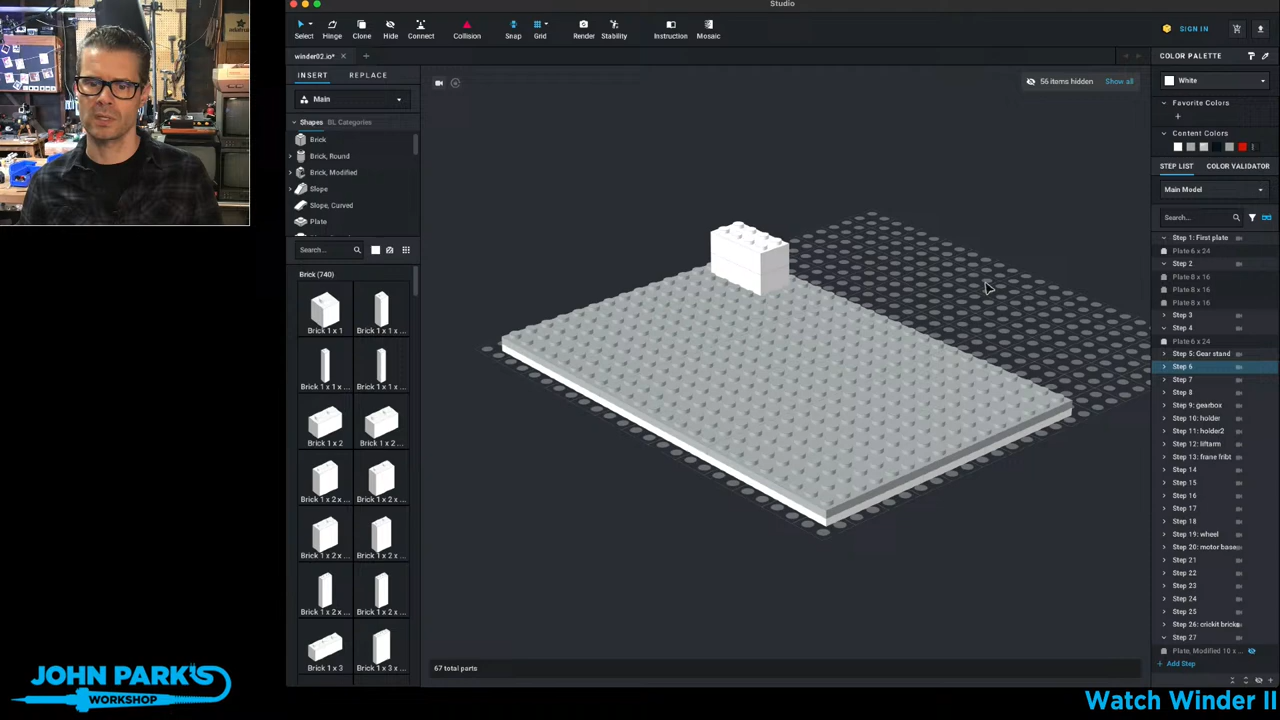 Studio
Select
Hinge
Clone
Hide
Connect
Collision
Snap
Grid
Render
Stability
Instruction
Mosaic
SIGN IN
winder02.io*
INSERT
REPLACE
56 items hidden
Show all
COLOR PALETTE
Main
White
Shapes
BL Categories
Favorite Colors
Brick
Content Colors
Brick, Round
Brick, Modified
STEP LIST
COLOR VALIDATOR
Slope
Main Model
Slope, Curved
Search...
Plate
Step 1: First plate
Search...
Plate 6 x 24
Step 2
Brick (740)
Plate 8 x 16
Plate 8 x 16
Plate 8 x 16
Step 3
Brick 1 x 1
Brick 1 x 1 x ...
Step 4
Plate 6 x 24
Step 5: Gear stand
Step 6
Brick 1 x 1 x ...
Brick 1 x 1 x ...
Step 7
Step 8
Step 9: gearbox
Step 10: holder
Step 11: holder2
Brick 1 x 2
Brick 1 x 2 ...
Step 12: liftarm
Step 13: frane fribt
Step 14
Step 15
Brick 1 x 2 x ...
Brick 1 x 2 x ...
Step 16
Step 17
Step 18
Step 19: wheel
Brick 1 x 2 x ...
Brick 1 x 2 x ...
Step 20: motor base
Step 21
Step 22
Step 23
Step 24
Brick 1 x 2 x ...
Brick 1 x 2 x ...
Step 25
Step 26: crickit bricks
Step 27
Plate, Modified 10 x ...
Brick 1 x 3
Brick 1 x 3 x ...
67 total parts
Add Step
JOHN PARK'S
WORKSHOP
Watch Winder II